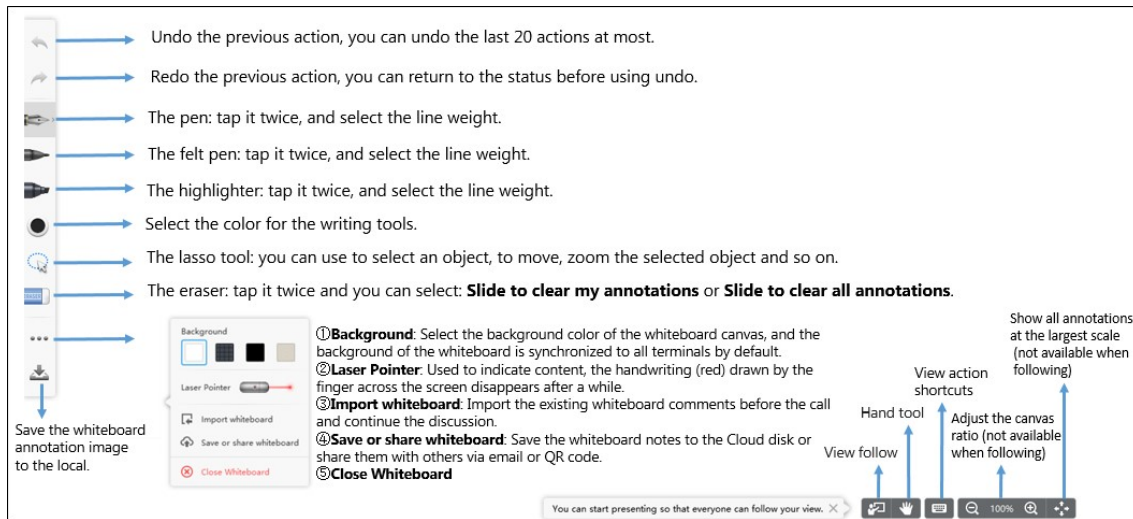 Undo the previous action, you can undo the last 20 actions at most.
Redo the previous action, you can return to the status before using undo.
The pen: tap it twice, and select the line weight.
The felt pen: tap it twice, and select the line weight.
The highlighter: tap it twice, and select the line weight.
Select the color for the writing tools.
The lasso tool: you can use to select an object, to move, zoom the selected object and so on.
The eraser: tap it twice and you can select: Slide to clear my annotations or Slide to clear all annotations.
Background
Laser Pointer
Import whiteboard
Save or share whiteboard
Close Whiteboard
①Background: Select the background color of the whiteboard canvas, and the
background of the whiteboard is synchronized to all terminals by default.
②Laser Pointer: Used to indicate content, the handwriting (red) drawn by the
finger across the screen disappears after a while.
③Import whiteboard: Import the existing whiteboard comments before the call
and continue the discussion.
④Save or share whiteboard: Save the whiteboard notes to the Cloud disk or
share them with others via email or QR code.
⑤Close Whiteboard
Save the whiteboard
annotation image
to the local.
View follow
Hand tool
View action
shortcuts
Adjust the canvas
ratio (not available
when following)
Show all annotations
at the largest scale
(not available when
following)
You can start presenting so that everyone can follow your view.
100%